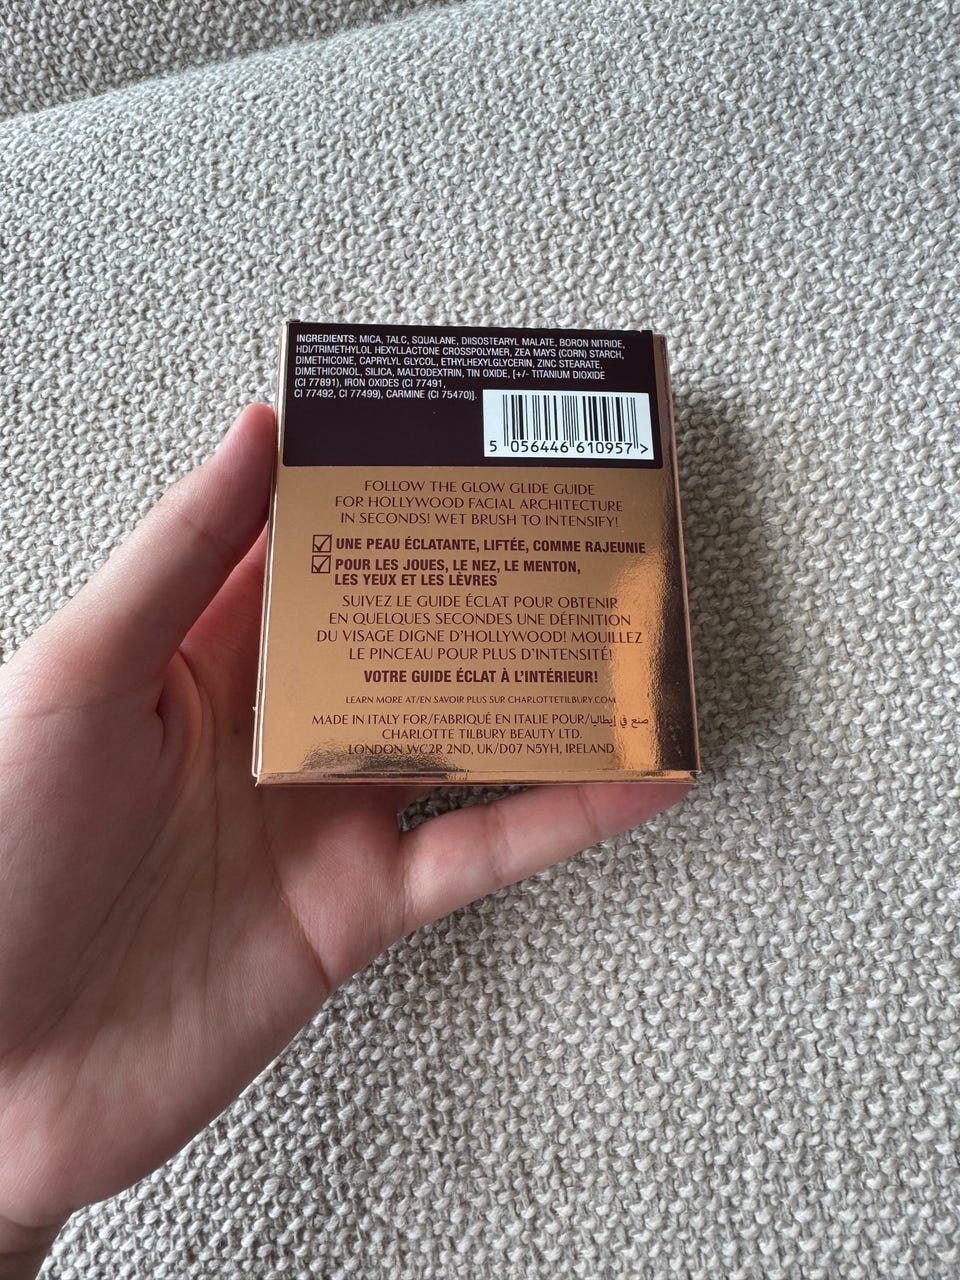 INGREDIENTS: MICA, TALC, SQUALANE, DIISOSTEARYL MALATE, BORON NITRIDE,
HDI/TRIMETHYLOL HEXYLLACTONE CROSSPOLYMER, ZEA MAYS (CORN) STARCH,
DIMETHICONE, CAPRYLYL GLYCOL, ETHYLHEXYLGLYCERIN, ZINC STEARATE,
DIMETHICONOL, SILICA, MALTODEXTRIN, TIN OXIDE, [+/- TITANIUM DIOXIDE
(CI 77891), IRON OXIDES (CI 77491,
CI 77492, CI 77499), CARMINE (CI 75470)].
5 056446 610957 >
FOLLOW THE GLOW GLIDE GUIDE
FOR HOLLYWOOD FACIAL ARCHITECTURE
IN SECONDS! WET BRUSH TO INTENSIFY!
UNE PEAU ÉCLATANTE, LIFTÉE, COMME RAJEUNIE
POUR LES JOUES, LE NEZ, LE MENTON,
LES YEUX ET LES LÈVRES
SUIVEZ LE GUIDE ÉCLAT POUR OBTENIR
EN QUELQUES SECONDES UNE DÉFINITION
DU VISAGE DIGNE D'HOLLYWOOD! MOUILLEZ
LE PINCEAU POUR PLUS D'INTENSITÉ!
VOTRE GUIDE ÉCLAT À L'INTÉRIEUR!
LEARN MORE AT/EN SAVOIR PLUS SUR CHARLOTTETILBURY.COM
MADE IN ITALY FOR/FABRIQUÉ EN ITALIE POUR/صنع في إيطاليا
CHARLOTTE TILBURY BEAUTY LTD.
LONDON WC2R 2ND, UK/D07 N5YH, IRELAND